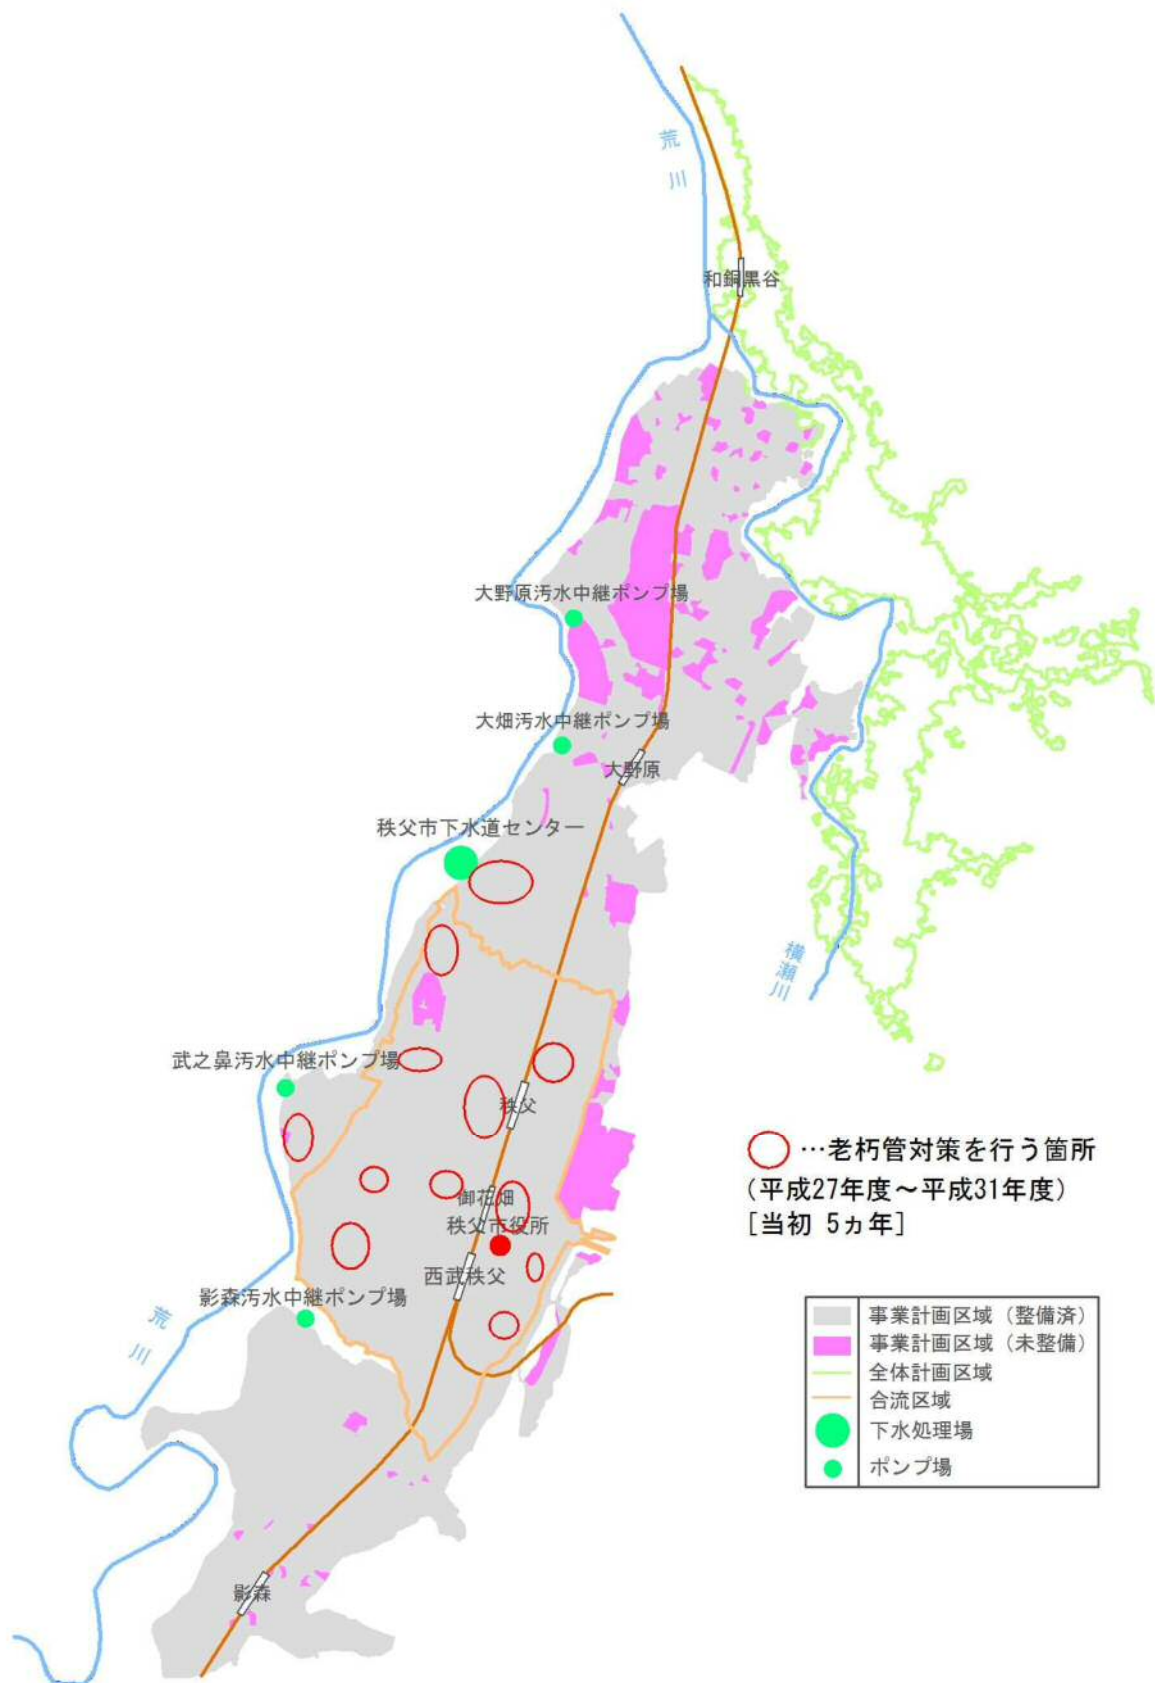 荒川
和銅黒谷
大野原汚水中継ポンプ場
大畑汚水中継ポンプ場
大野原
秩父市下水道センター
横瀬川
武之鼻汚水中継ポンプ場
秩父
…老朽管対策を行う箇所
(平成27年度～平成31年度)
[当初 5ヵ年]
御花畑
秩父市役所
西武秩父
影森汚水中継ポンプ場
荒川
事業計画区域（整備済）
事業計画区域（未整備）
全体計画区域
合流区域
下水処理場
ポンプ場
影森